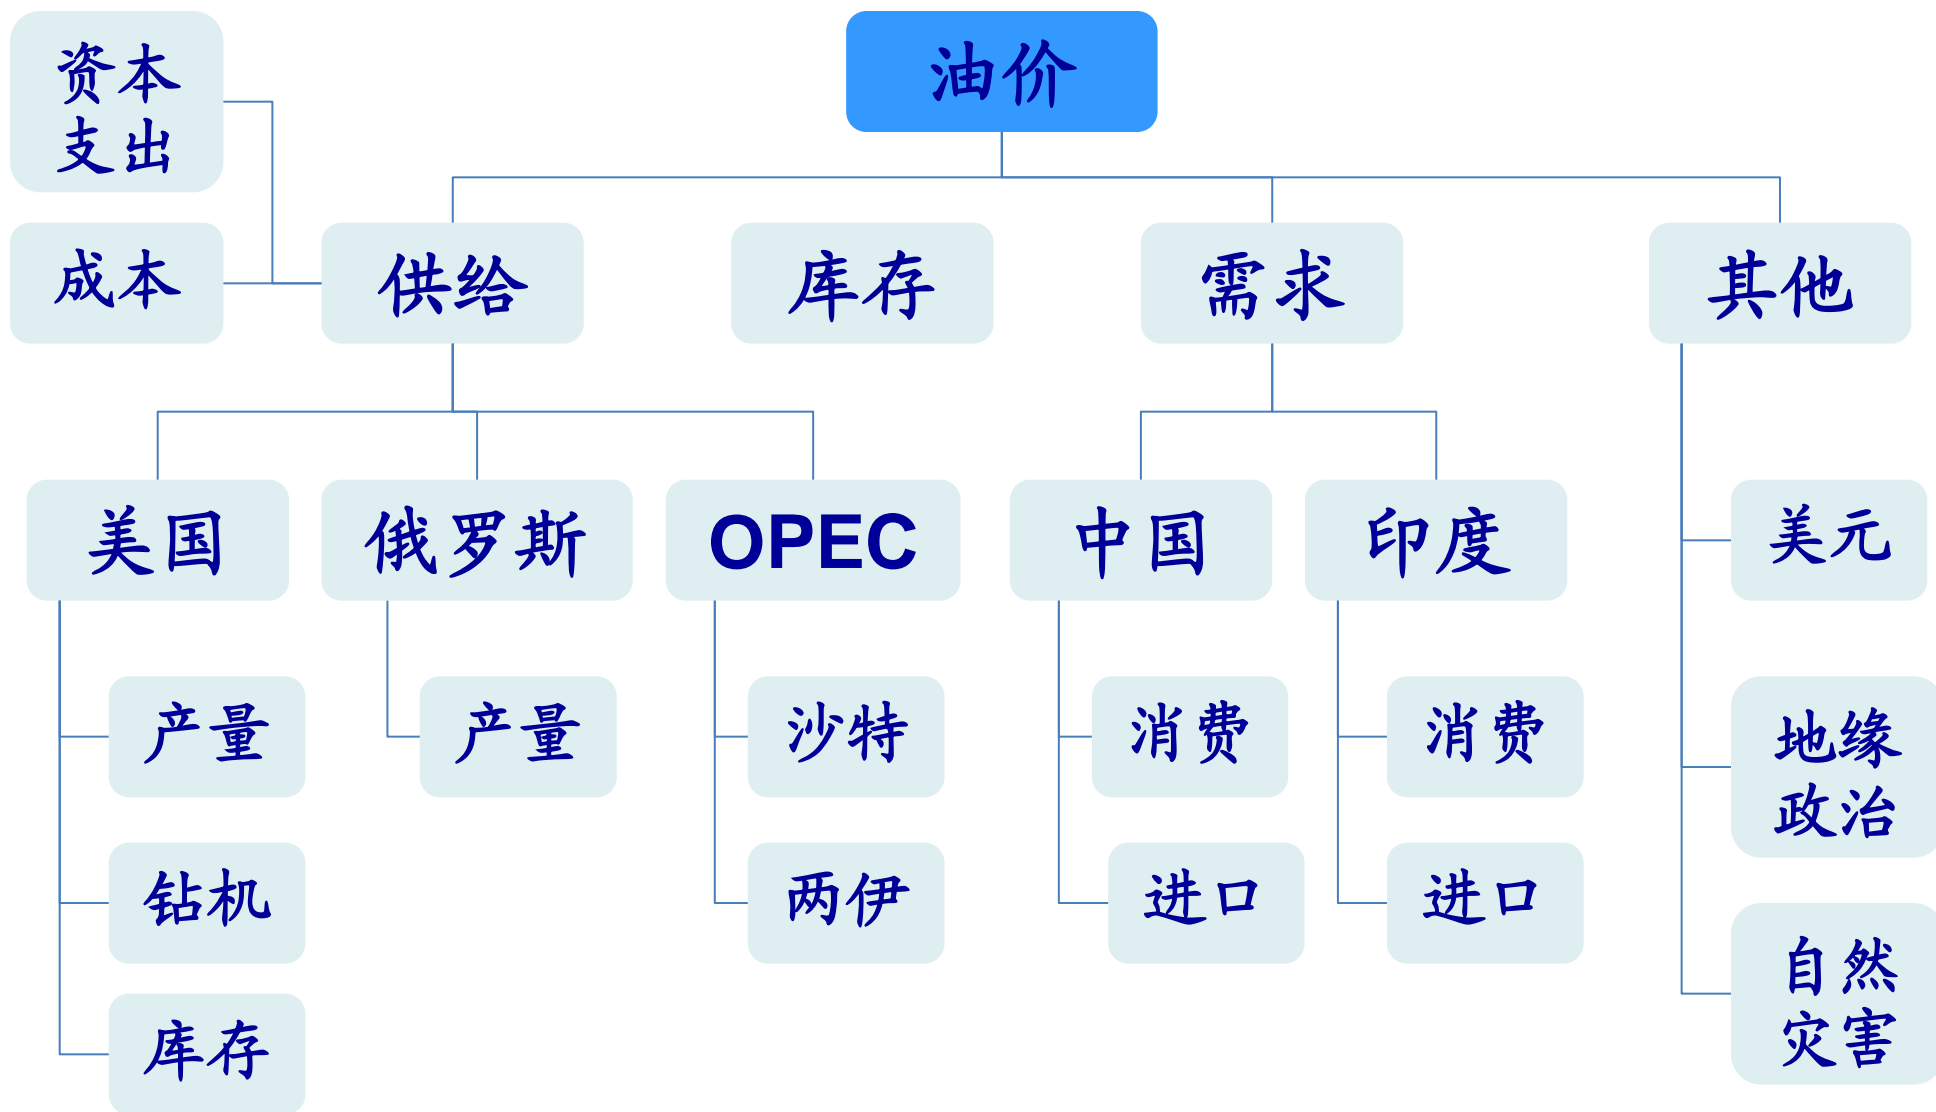 资本
支出
油价
成本
供给
库存
需求
其他
美国
俄罗斯
OPEC
中国
印度
美元
产量
产量
沙特
消费
消费
地缘
政治
钻机
两伊
进口
进口
自然
灾害
库存